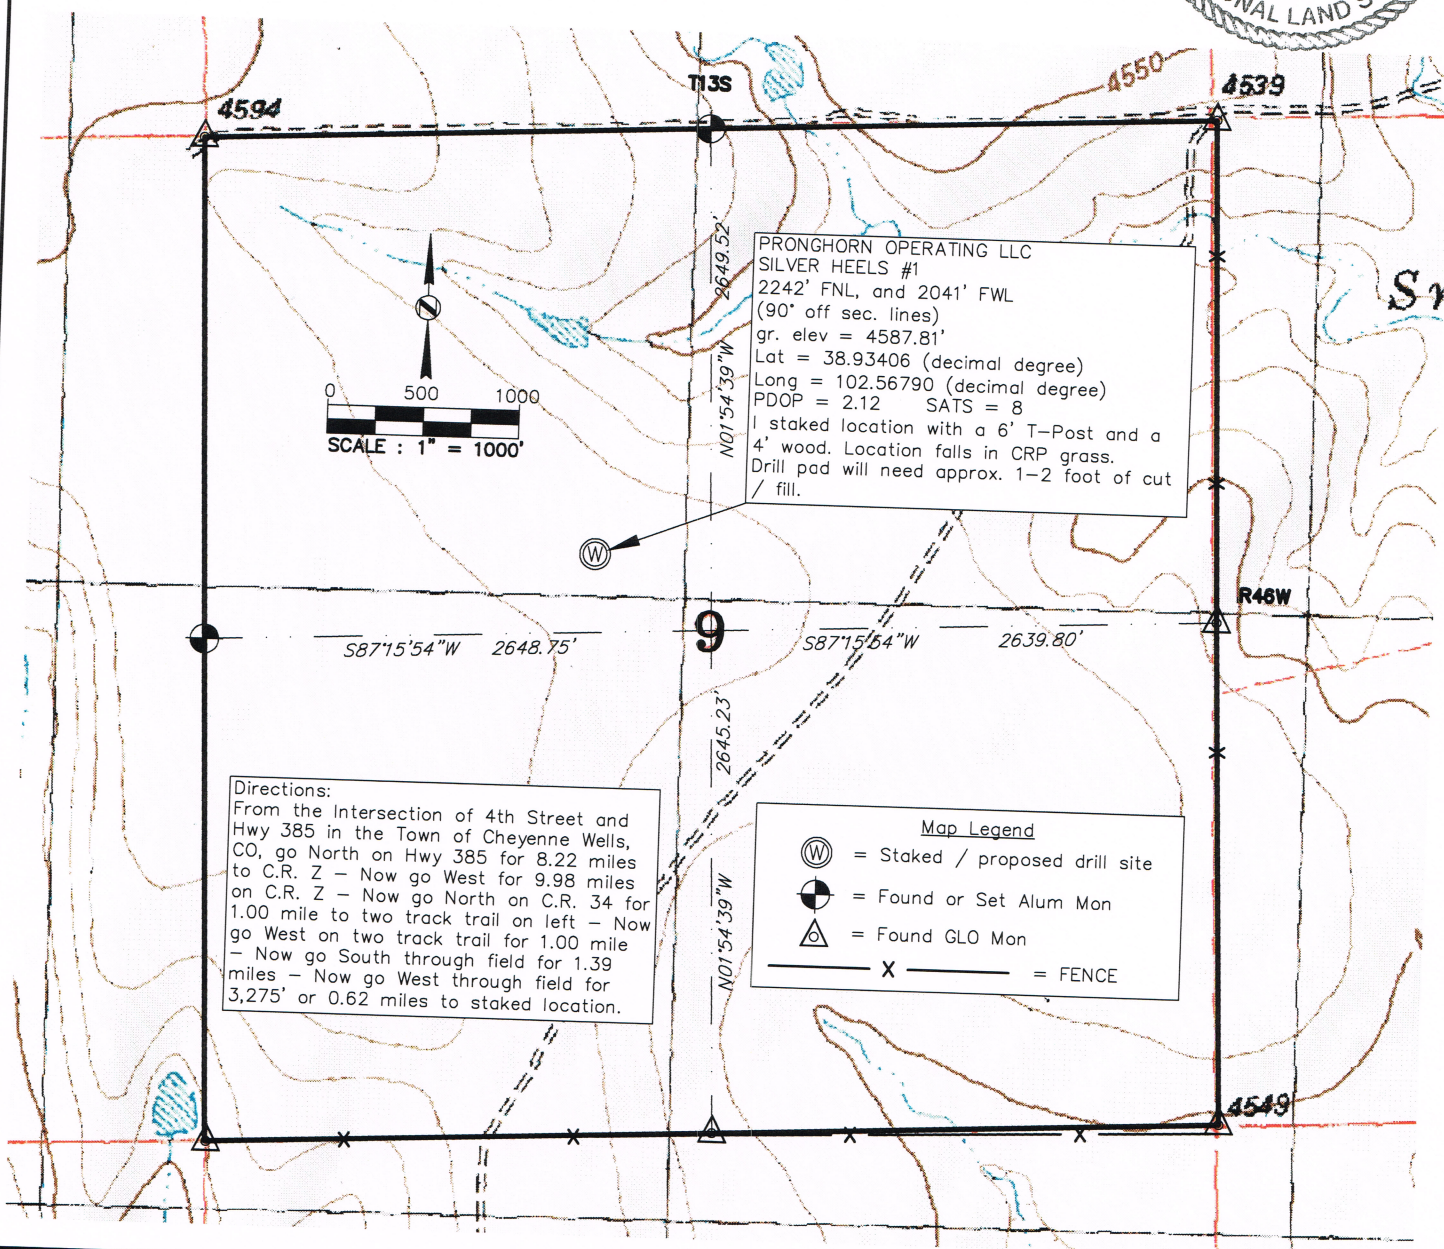 NAL LAND S
T13S
4550
4539
4594
2649.52'
N01°54'39"W
PRONGHORN OPERATING LLC
SILVER HEELS #1
2242' FNL, and 2041' FWL
(90° off sec. lines)
gr. elev = 4587.81'
Lat = 38.93406 (decimal degree)
Long = 102.56790 (decimal degree)
PDOP = 2.12 SATS = 8
I staked location with a 6' T-Post and a
4' wood. Location falls in CRP grass.
Drill pad will need approx. 1-2 foot of cut
/ fill.
N
0 500 1000
SCALE : 1" = 1000'
W
R46W
9
S87°15'54"W 2648.75'
S87°15'54"W 2639.80'
2645.23'
N01°54'39"W
Directions:
From the Intersection of 4th Street and
Hwy 385 in the Town of Cheyenne Wells,
CO, go North on Hwy 385 for 8.22 miles
to C.R. Z - Now go West for 9.98 miles
on C.R. Z - Now go North on C.R. 34 for
1.00 mile to two track trail on left - Now
go West on two track trail for 1.00 mile
- Now go South through field for 1.39
miles - Now go West through field for
3,275' or 0.62 miles to staked location.
Map Legend
W = Staked / proposed drill site
= Found or Set Alum Mon
= Found GLO Mon
X = FENCE
4549